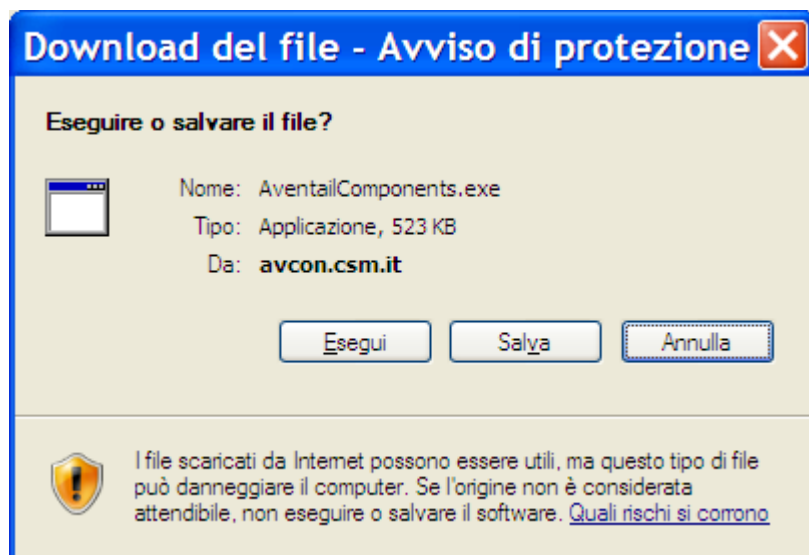 Download del file - Avviso di protezione
Eseguire o salvare il file?
Nome: AventailComponents.exe
Tipo: Applicazione, 523 KB
Da: avcon.csm.it
Esegui Salva Annulla
I file scaricati da Internet possono essere utili, ma questo tipo di file
può danneggiare il computer. Se l'origine non è considerata
attendibile, non eseguire o salvare il software. Quali rischi si corrono